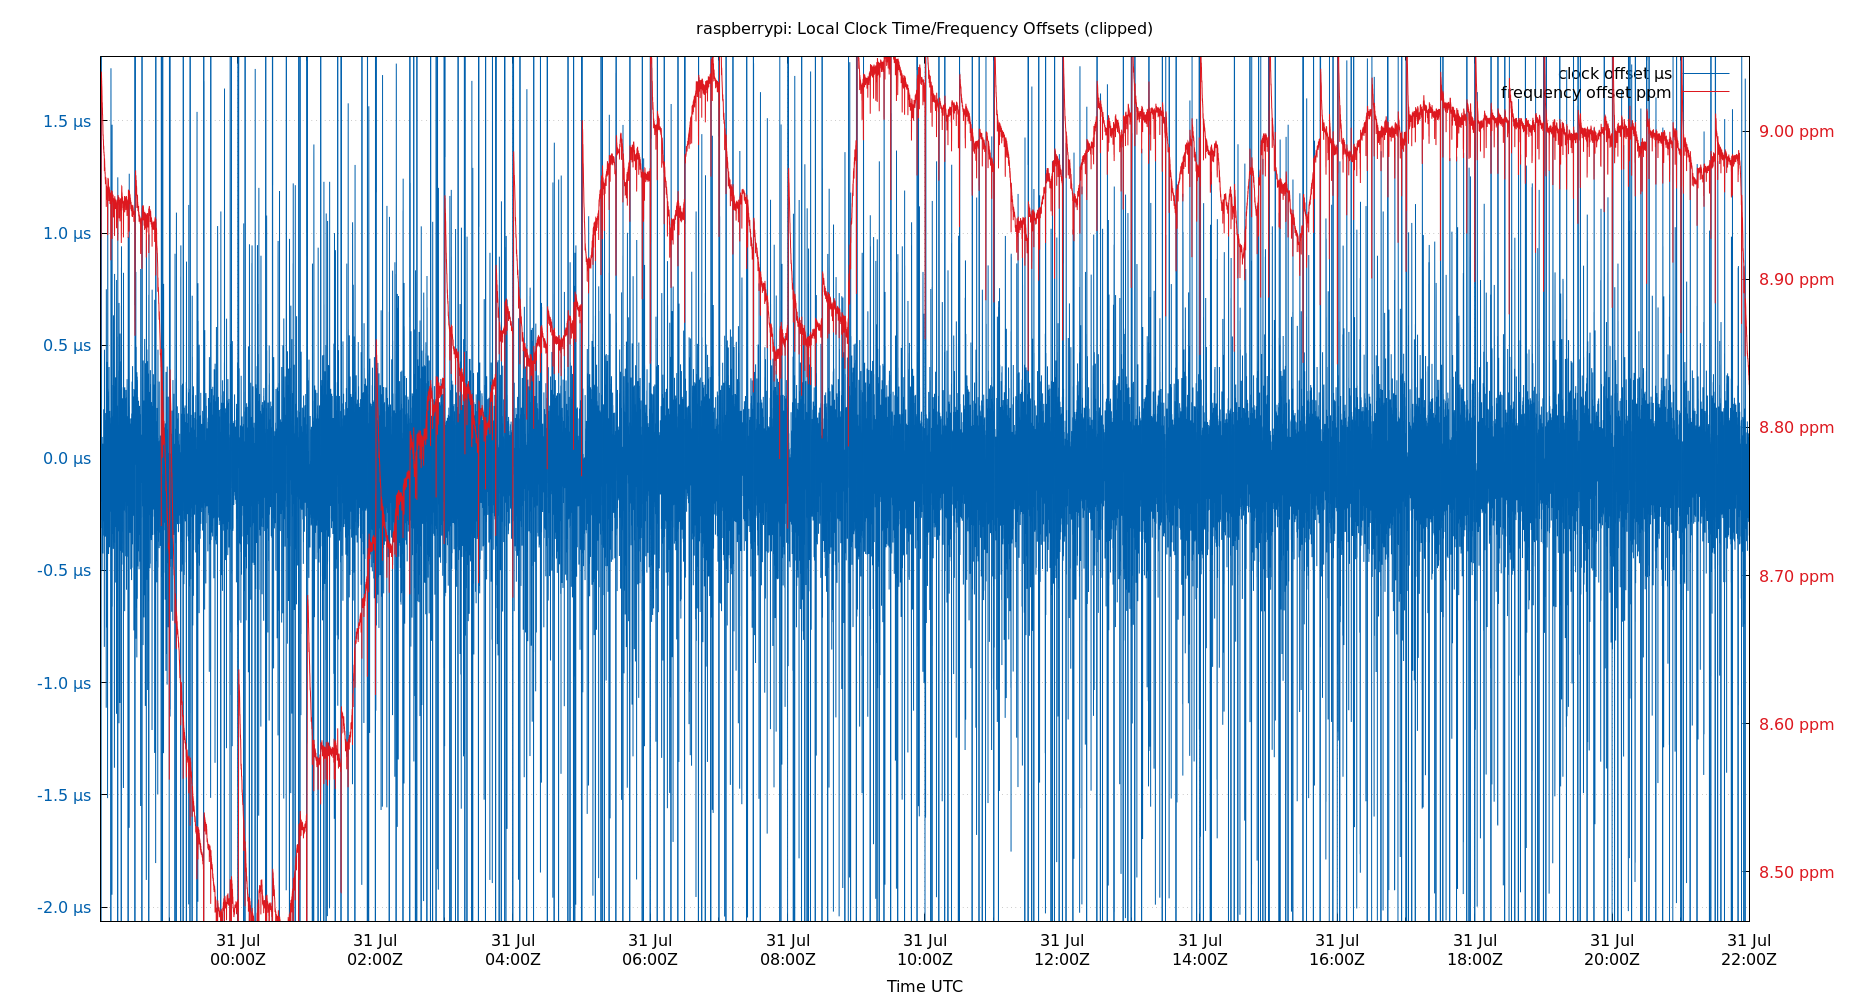 raspberrypi: Local Clock Time/Frequency Offsets (clipped)
clock offset µs
frequency offset ppm
1.5 µs
1.0 µs
0.5 µs
0.0 µs
-0.5 µs
-1.0 µs
-1.5 µs
-2.0 µs
9.00 ppm
8.90 ppm
8.80 ppm
8.70 ppm
8.60 ppm
8.50 ppm
31 Jul 31 Jul 31 Jul 31 Jul 31 Jul 31 Jul 31 Jul 31 Jul 31 Jul 31 Jul 31 Jul 31 Jul
00:00Z 02:00Z 04:00Z 06:00Z 08:00Z 10:00Z 12:00Z 14:00Z 16:00Z 18:00Z 20:00Z 22:00Z
Time UTC